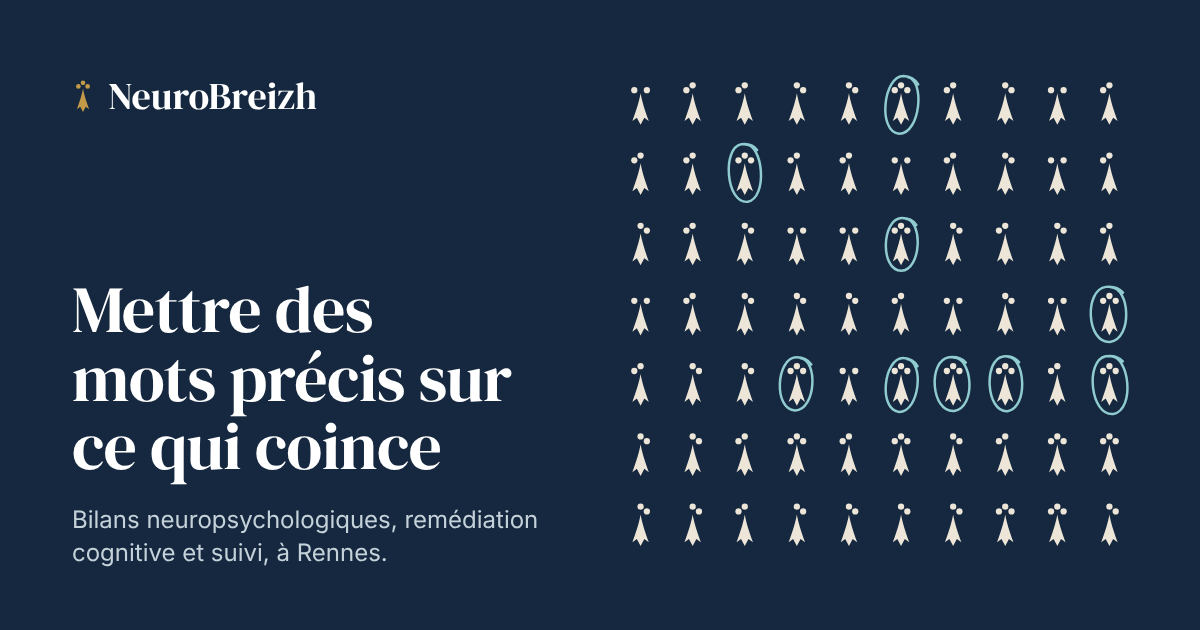 NeuroBreizh
Mettre des
mots précis sur
ce qui coince
Bilans neuropsychologiques, remédiation
cognitive et suivi, à Rennes.